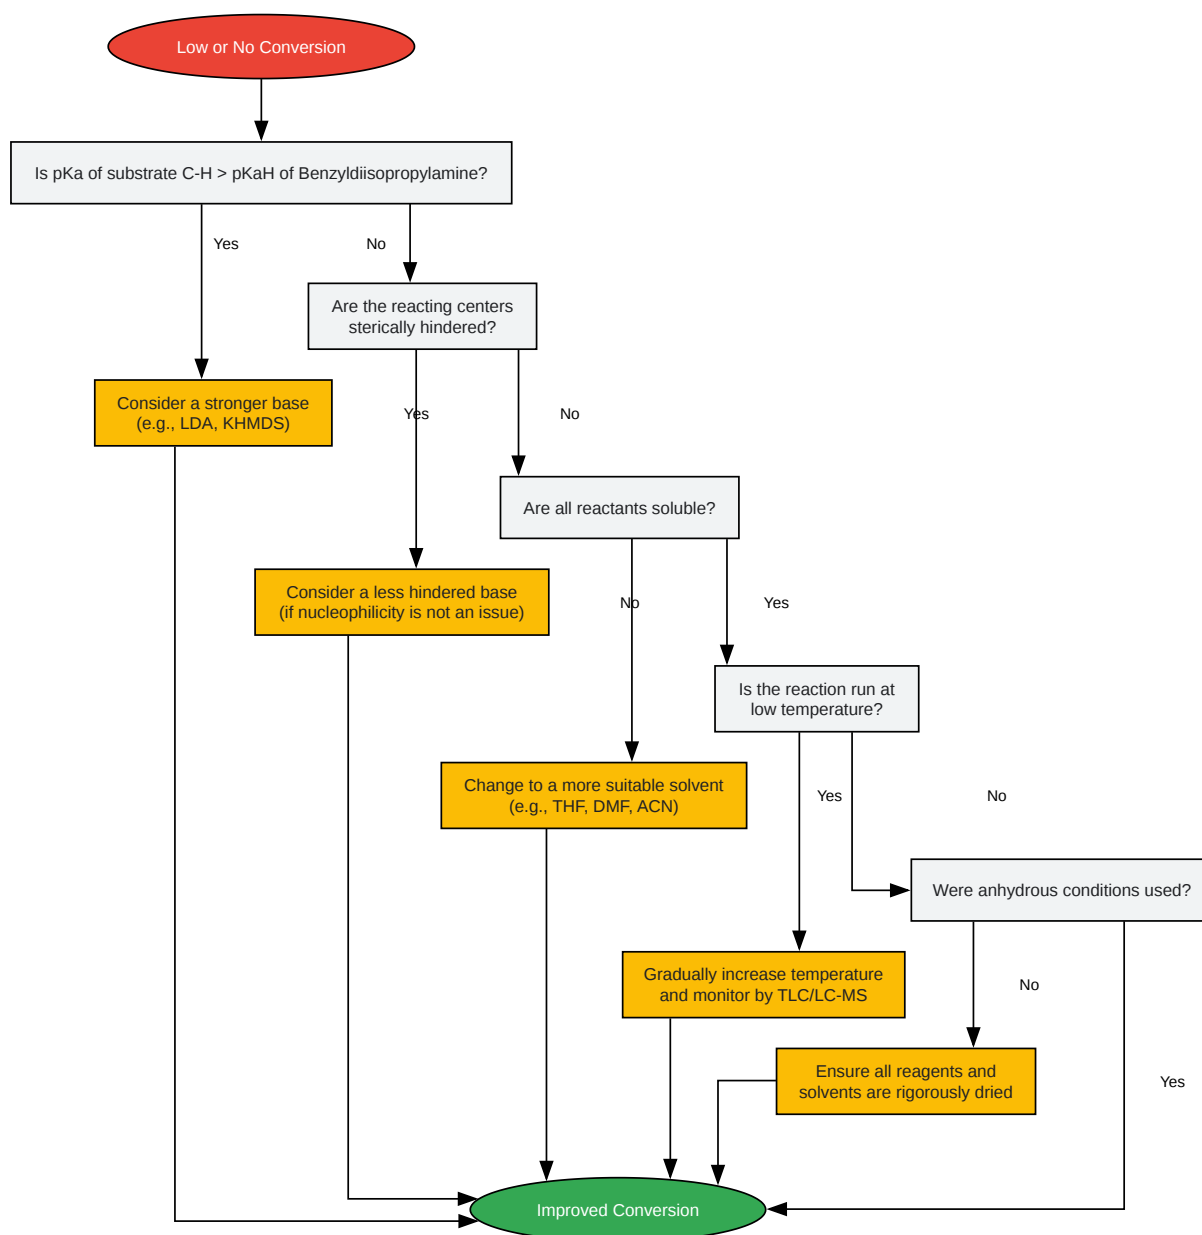 Low or No Conversion
Is pKa of substrate C-H > pKaH of Benzyldiisopropylamine?
Yes
No
Are the reacting centers
sterically hindered?
Consider a stronger base
(e.g., LDA, KHMDS)
Yes
No
Are all reactants soluble?
Consider a less hindered base
(if nucleophilicity is not an issue)
No
Yes
Is the reaction run at
low temperature?
Change to a more suitable solvent
(e.g., THF, DMF, ACN)
Yes
No
Were anhydrous conditions used?
Gradually increase temperature
and monitor by TLC/LC-MS
No
Ensure all reagents and
solvents are rigorously dried
Yes
Improved Conversion